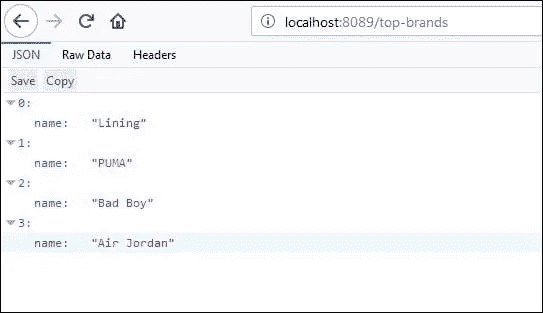 localhost:8089/top-brands
JSON Raw Data Headers
Save Copy
0:
name: "Lining"
1:
name: "PUMA"
2:
name: "Bad Boy"
3:
name: "Air Jordan"